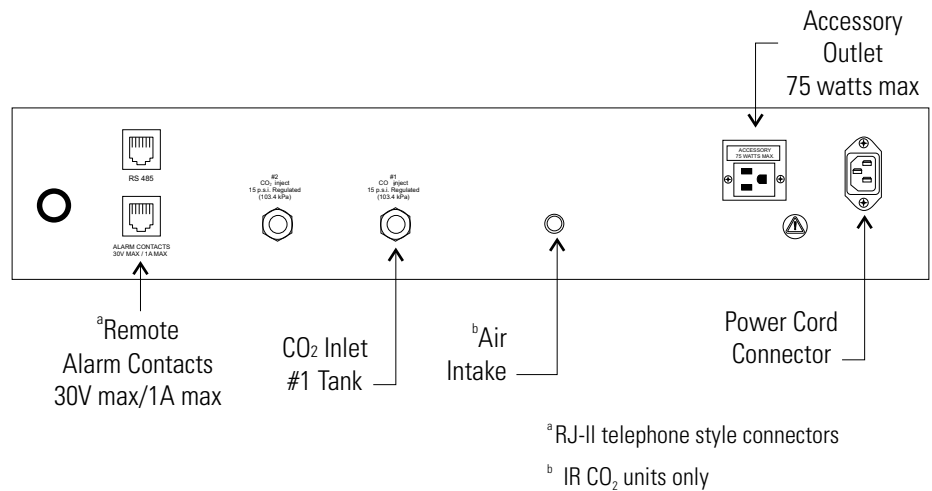 Accessory
Outlet
75 watts max
RS 485
ALARM CONTACTS
30V MAX / 1A MAX
#2
CO₂ inject
15 p.s.i. Regulated
(103.4 kPa)
#1
CO inject
15 p.s.i. Regulated
(103.4 kPa)
ACCESSORY
75 WATTS MAX.
ᵃRemote
Alarm Contacts
30V max/1A max
CO₂ Inlet
#1 Tank
ᵇAir
Intake
Power Cord
Connector
ᵃ RJ-II telephone style connectors
ᵇ IR CO₂ units only